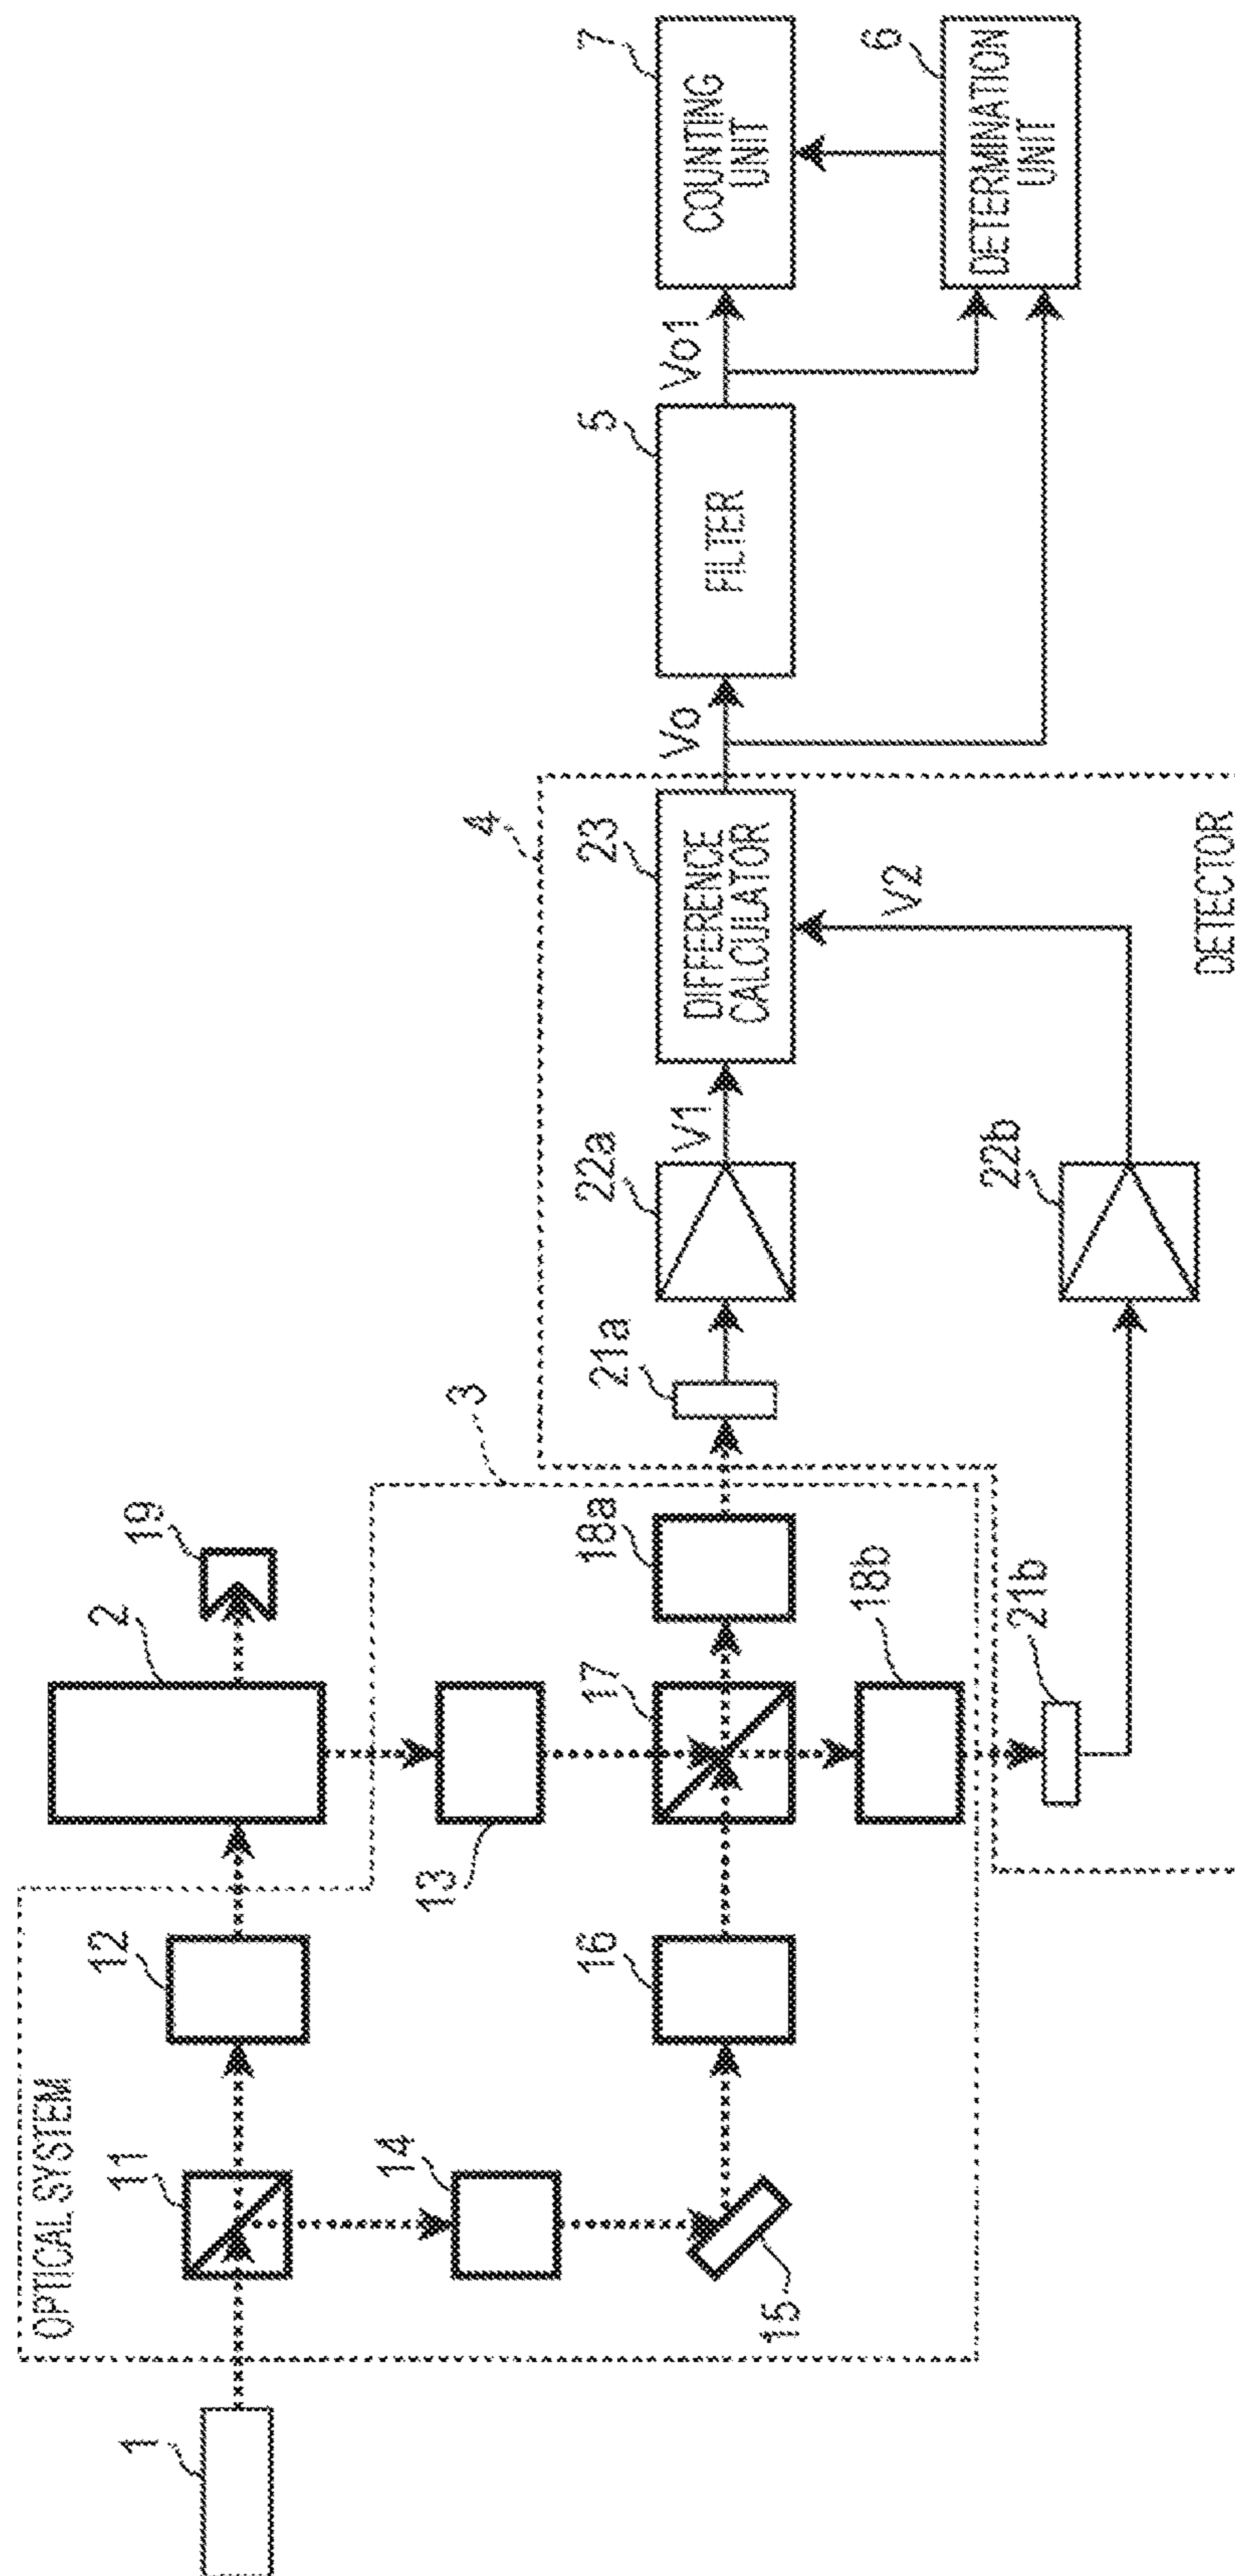 OPTICAL SYSTEM
1
11
12
2
19
14
13
3
15
16
17
18a
18b
4
21a
22a
V1
23
DIFFERENCE
CALCULATOR
21b
22b
V2
DETECTOR
Vo
5
FILTER
Vo1
7
COUNTING
UNIT
6
DETERMINATION
UNIT